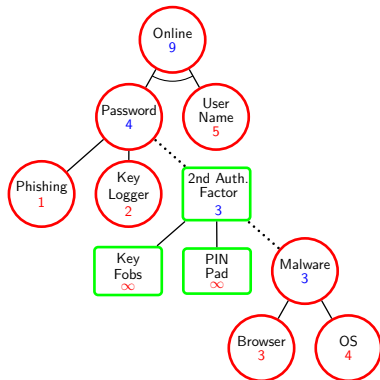 Online
9
Password
4
User
Name
5
Phishing
1
Key
Logger
2
2nd Auth.
Factor
3
Key
Fobs
∞
PIN
Pad
∞
Malware
3
Browser
3
OS
4